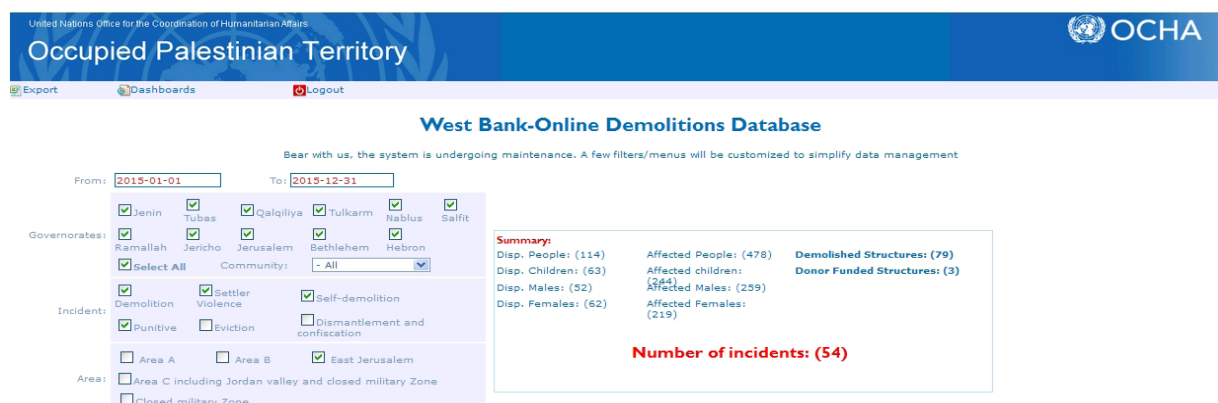 United Nations Office for the Coordination of Humanitarian Affairs
Occupied Palestinian Territory
OCHA
Export Dashboards Logout
West Bank-Online Demolitions Database
Bear with us, the system is undergoing maintenance. A few filters/menus will be customized to simplify data management
From: 2015-01-01 To: 2015-12-31
Governorates:
Jenin Tubas Qalqiliya Tulkarm Nablus Salfit
Ramallah Jericho Jerusalem Bethlehem Hebron
Select All Community: - All
Incident:
Demolition Settler Violence Self-demolition
Punitive Eviction Dismantlement and confiscation
Area:
Area A Area B East Jerusalem
Area C including Jordan valley and closed military Zone
Closed military Zone
Summary:
Disp. People: (114) Affected People: (478) Demolished Structures: (79)
Disp. Children: (63) Affected children: (244) Donor Funded Structures: (3)
Disp. Males: (52) Affected Males: (259)
Disp. Females: (62) Affected Females: (219)
Number of incidents: (54)